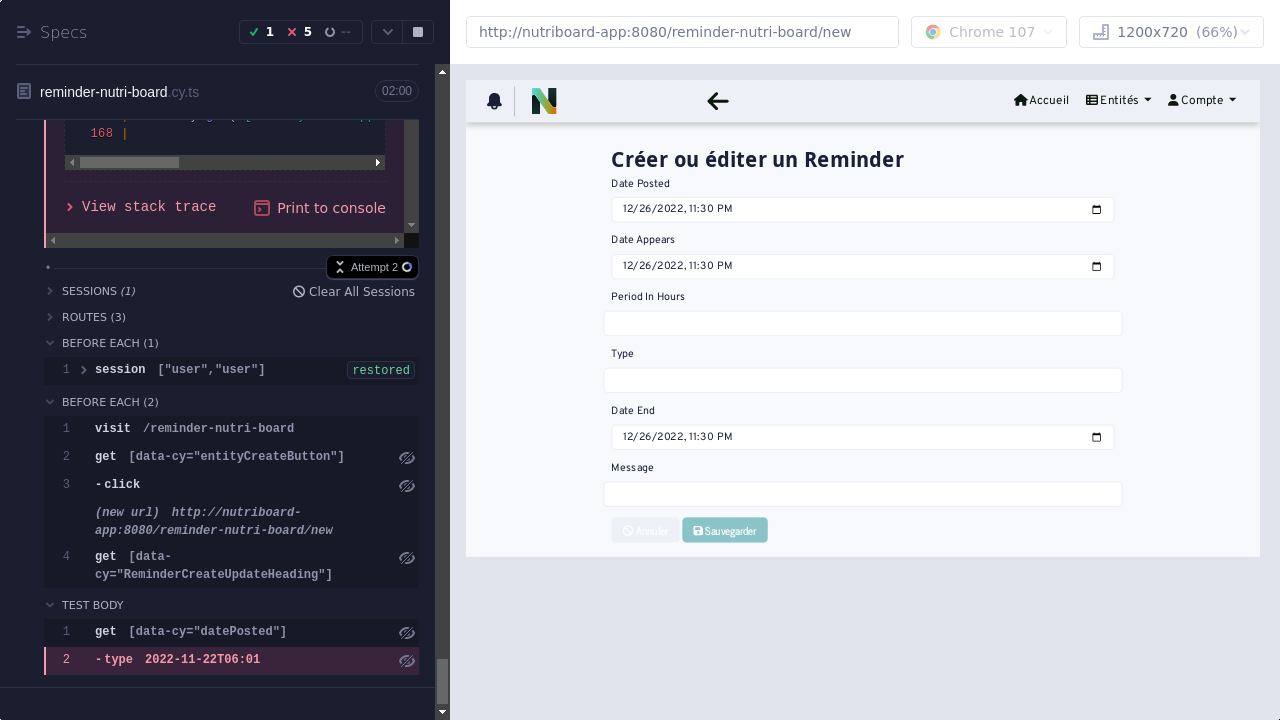 Specs
1
5
--
reminder-nutri-board.cy.ts
02:00
168 |
View stack trace
Print to console
Attempt 2
SESSIONS (1)
Clear All Sessions
ROUTES (3)
BEFORE EACH (1)
1 session ["user","user"] restored
BEFORE EACH (2)
1 visit /reminder-nutri-board
2 get [data-cy="entityCreateButton"]
3 -click
(new url) http://nutriboard-
app:8080/reminder-nutri-board/new
4 get [data-
cy="ReminderCreateUpdateHeading"]
TEST BODY
1 get [data-cy="datePosted"]
2 -type 2022-11-22T06:01
http://nutriboard-app:8080/reminder-nutri-board/new
Chrome 107
1200x720 (66%)
N
Accueil
Entités
Compte
Créer ou éditer un Reminder
Date Posted
12/26/2022, 11:30 PM
Date Appears
12/26/2022, 11:30 PM
Period In Hours
Type
Date End
12/26/2022, 11:30 PM
Message
Annuler
Sauvegarder